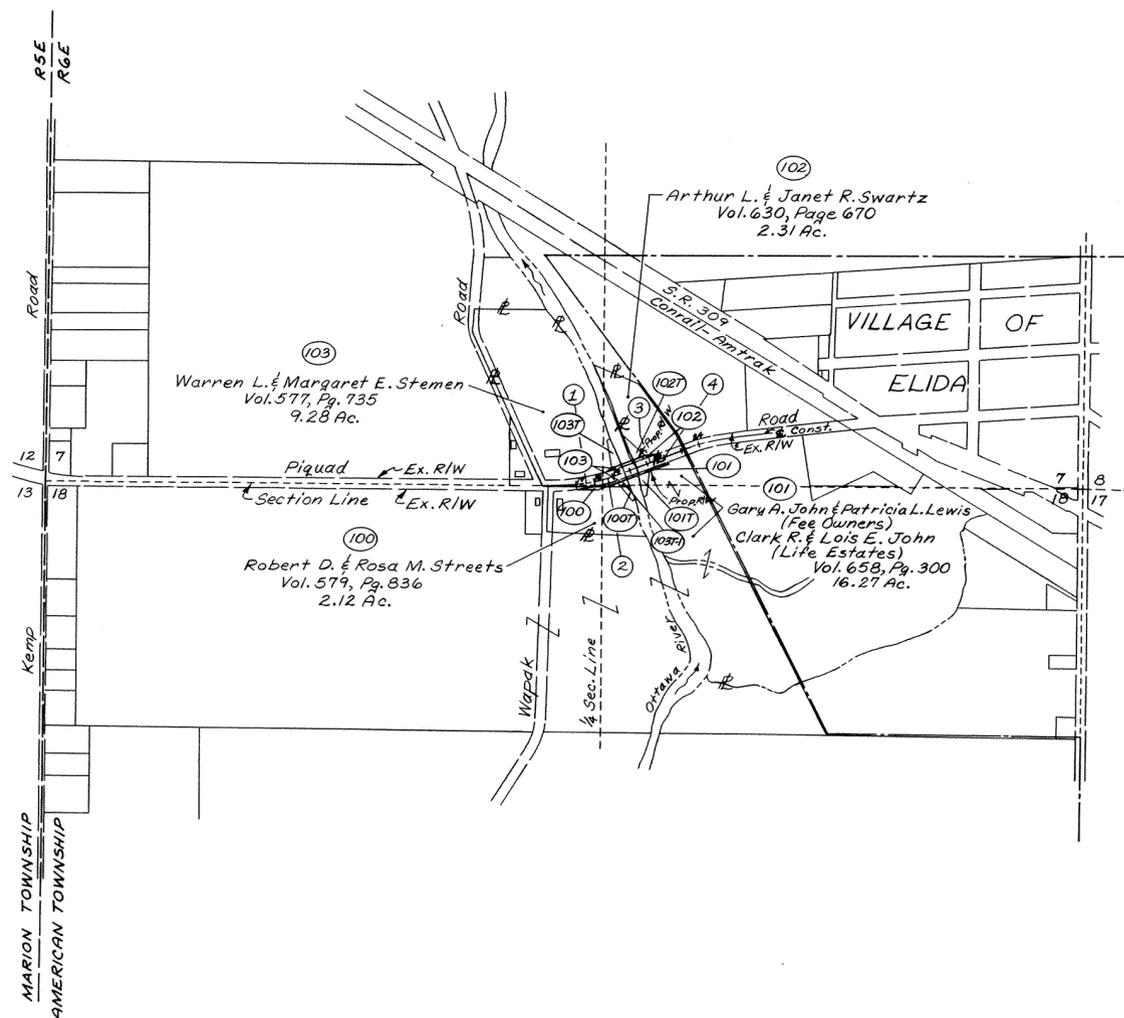 R5E
R6E
102
Arthur L. & Janet R. Swartz
Vol. 630, Page 670
2.31 Ac.
Road
Road
S.R. 309
Conrail-Amtrak
VILLAGE OF
ELIDA
℄
℄
℄
℄
103
Warren L. & Margaret E. Stemen
Vol. 577, Pg. 735
9.28 Ac.
1
103T
3
102T
4
102
℄
Prop. R/W
Road
℄ Const.
Ex. R/W
12 7
13 18
Piquad
Ex. R/W
Section Line
Ex. R/W
103
101
100
100T
101T
Prop R/W
103T-1
2
7 8
18 17
101
Gary A. John & Patricia L. Lewis
(Fee Owners)
Clark R. & Lois E. John
(Life Estates)
Vol. 658, Pg. 300
16.27 Ac.
100
Robert D. & Rosa M. Streets
Vol. 579, Pg. 836
2.12 Ac.
℄
Kemp
Wapak
¼ Sec. Line
Ottawa River
℄
MARION TOWNSHIP
AMERICAN TOWNSHIP